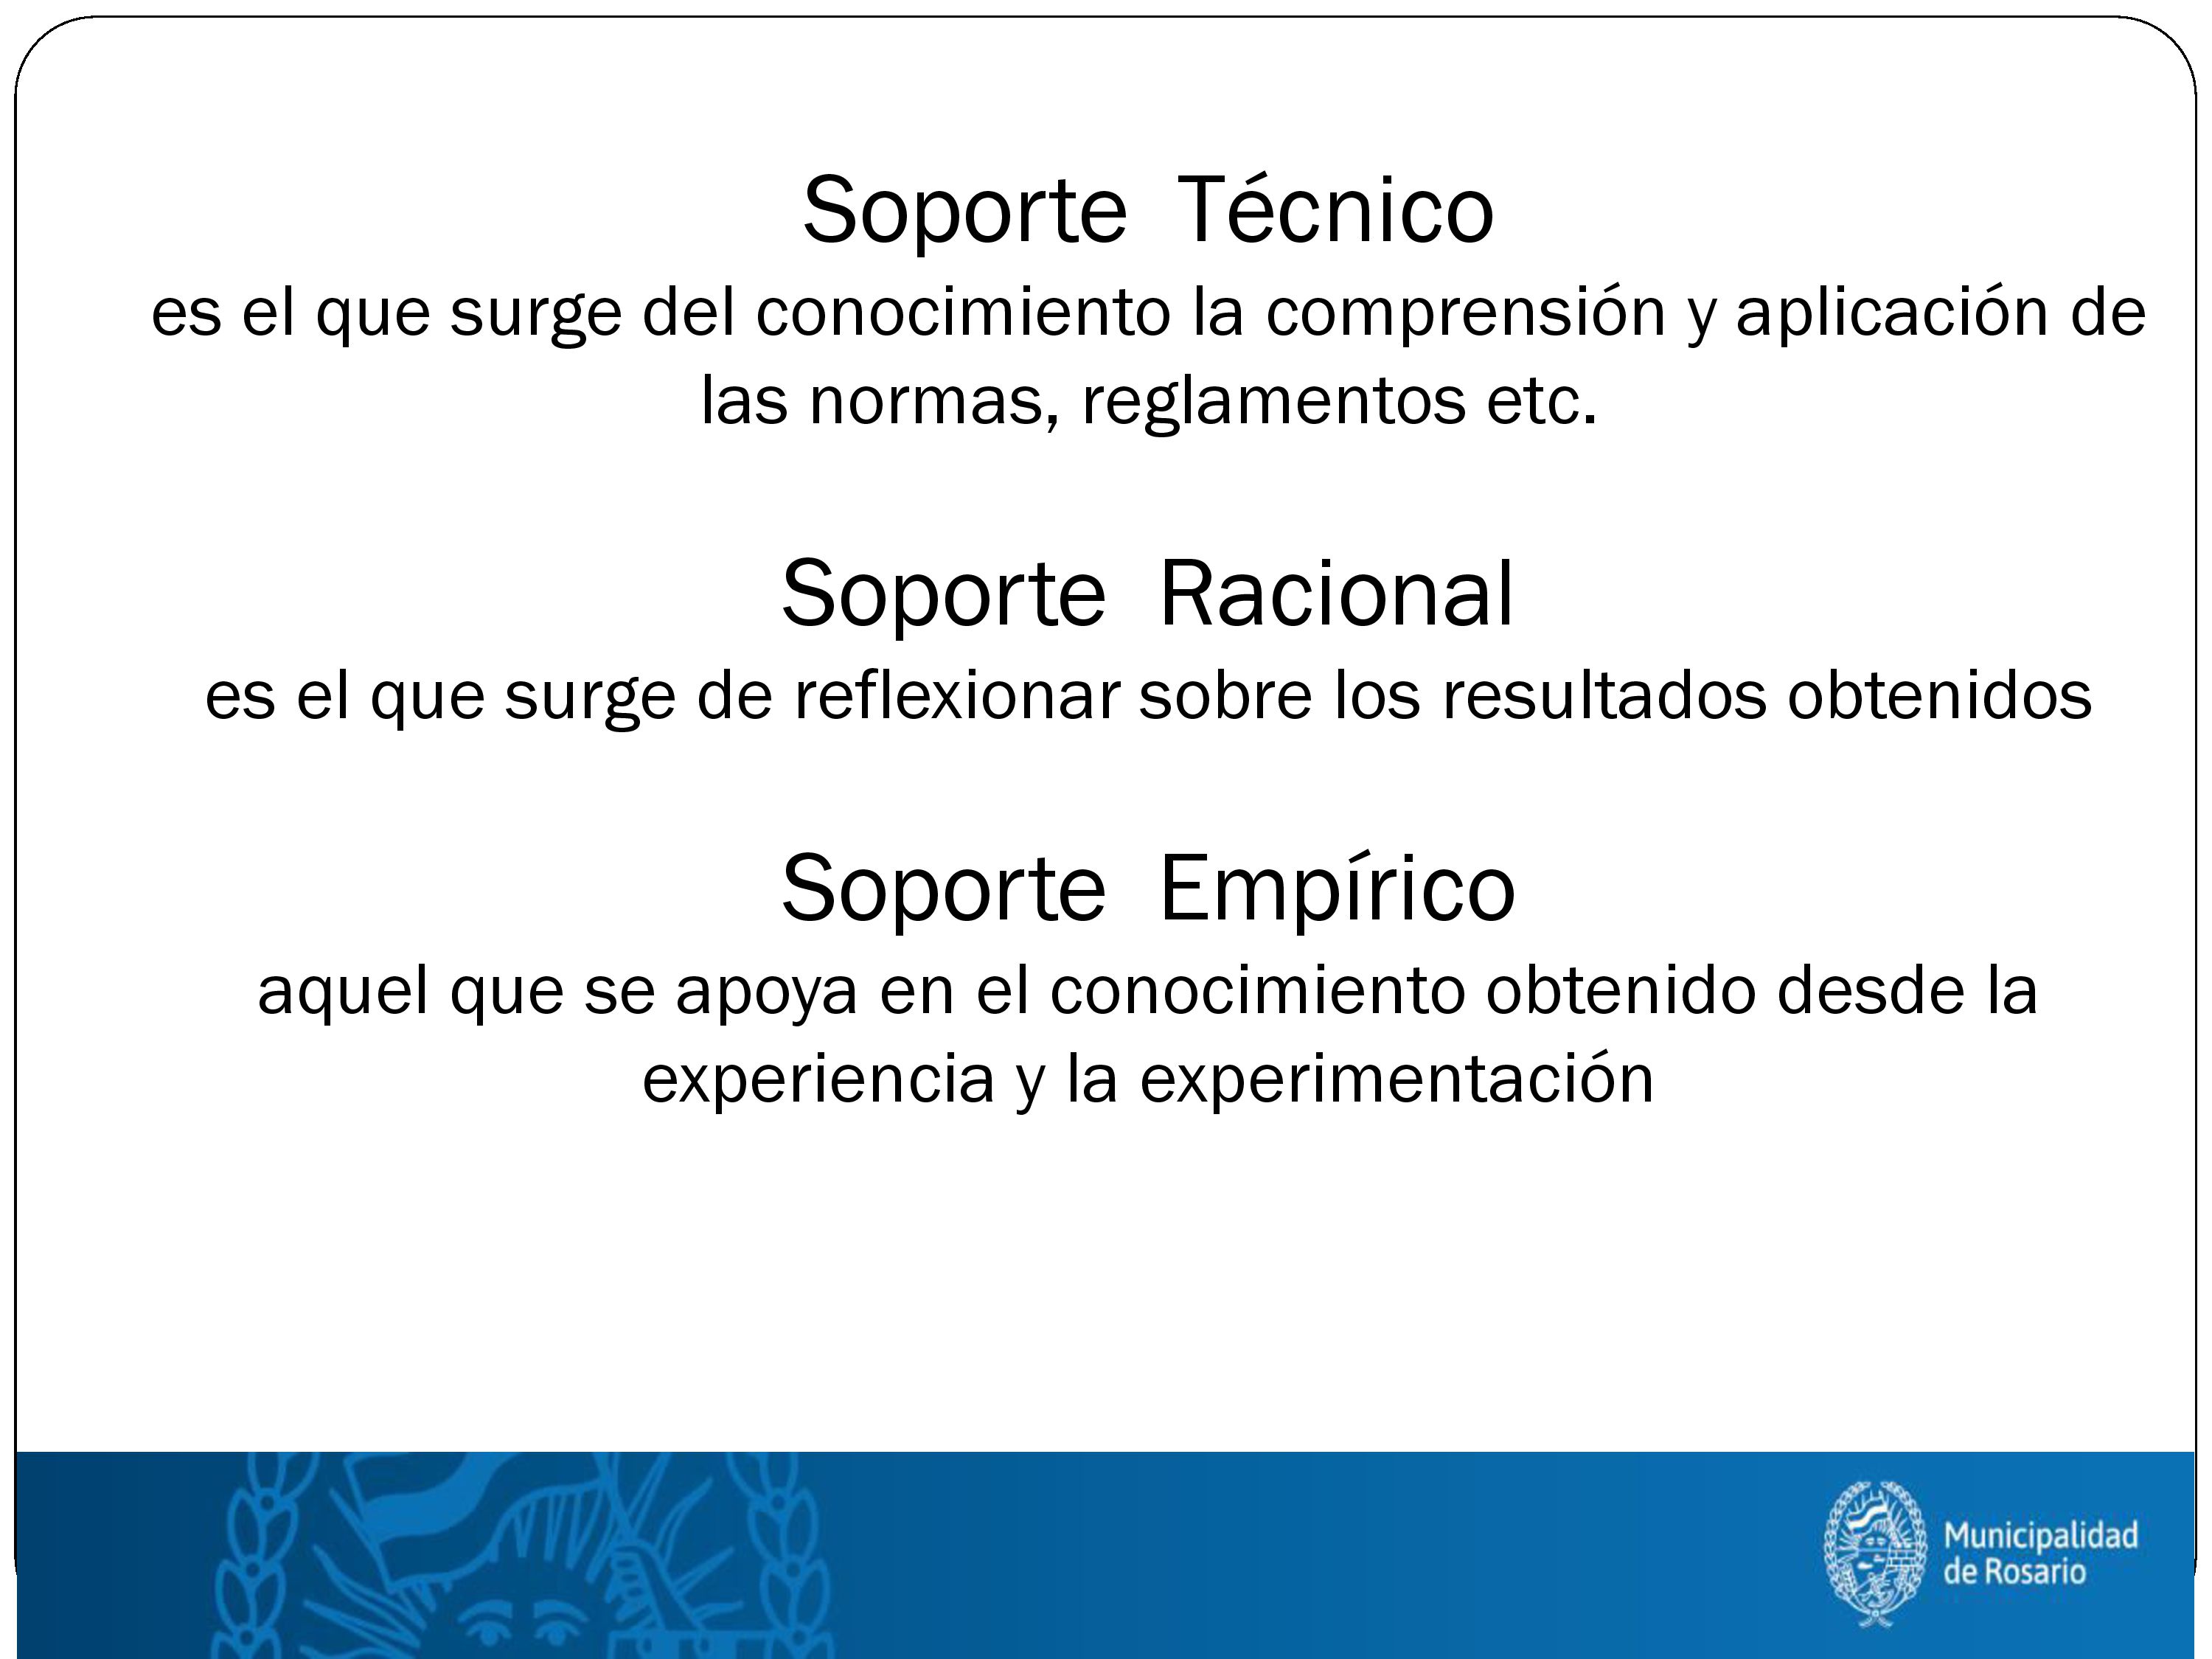 Soporte Técnico
es el que surge del conocimiento la comprensión y aplicación de
las normas, reglamentos etc.
Soporte Racional
es el que surge de reflexionar sobre los resultados obtenidos
Soporte Empírico
aquel que se apoya en el conocimiento obtenido desde la
experiencia y la experimentación
Municipalidad
de Rosario